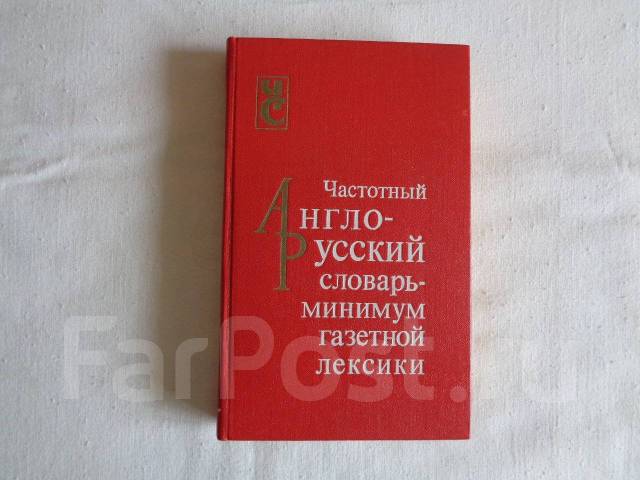 ЧС
Частотный
Англо-
Русский
словарь-
минимум
газетной
лексики
FarPost.ru